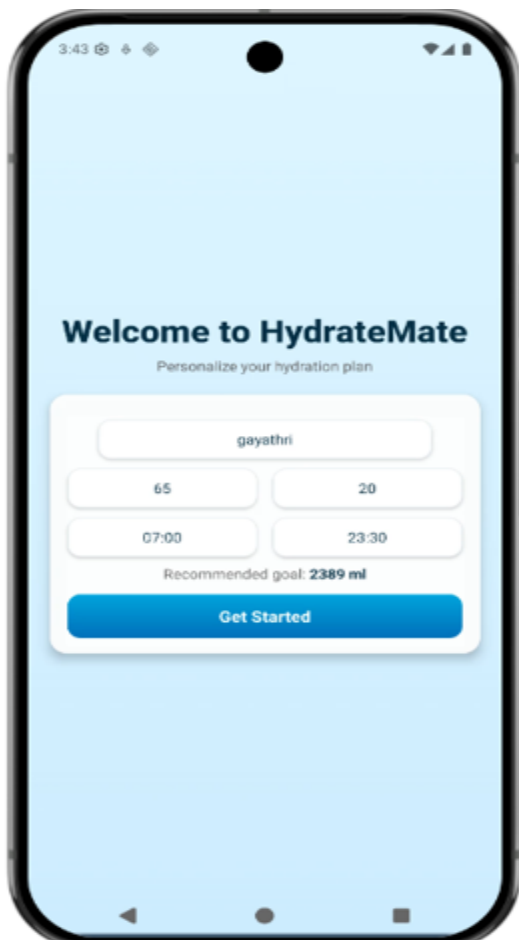 3:43
Welcome to HydrateMate
Personalize your hydration plan
gayathri
65 20
07:00 23:30
Recommended goal: 2389 ml
Get Started